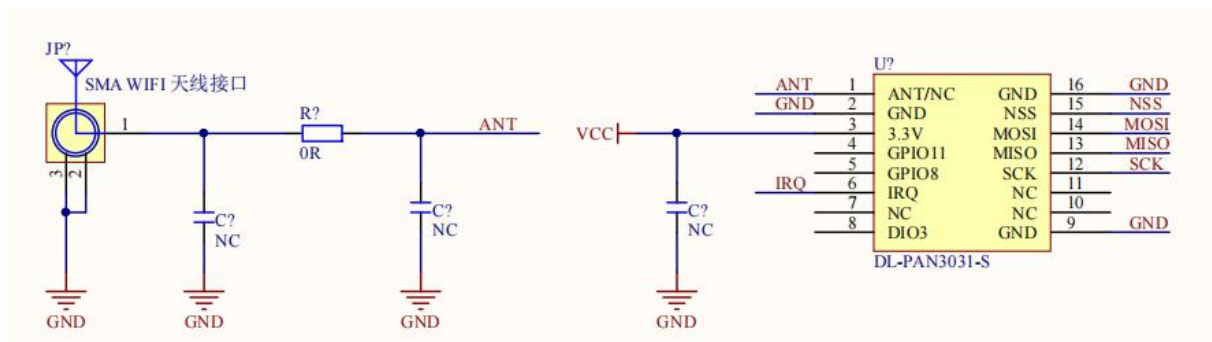 JP?
SMA WIFI 天线接口
1
3
2
R?
0R
ANT
C?
NC
C?
NC
GND
GND
GND
VCC
C?
NC
GND
U?
ANT 1 ANT/NC GND 16 GND
GND 2 GND NSS 15 NSS
3 3.3V MOSI 14 MOSI
4 GPIO11 MISO 13 MISO
5 GPIO8 SCK 12 SCK
IRQ 6 IRQ NC 11
7 NC NC 10
8 DIO3 GND 9 GND
DL-PAN3031-S